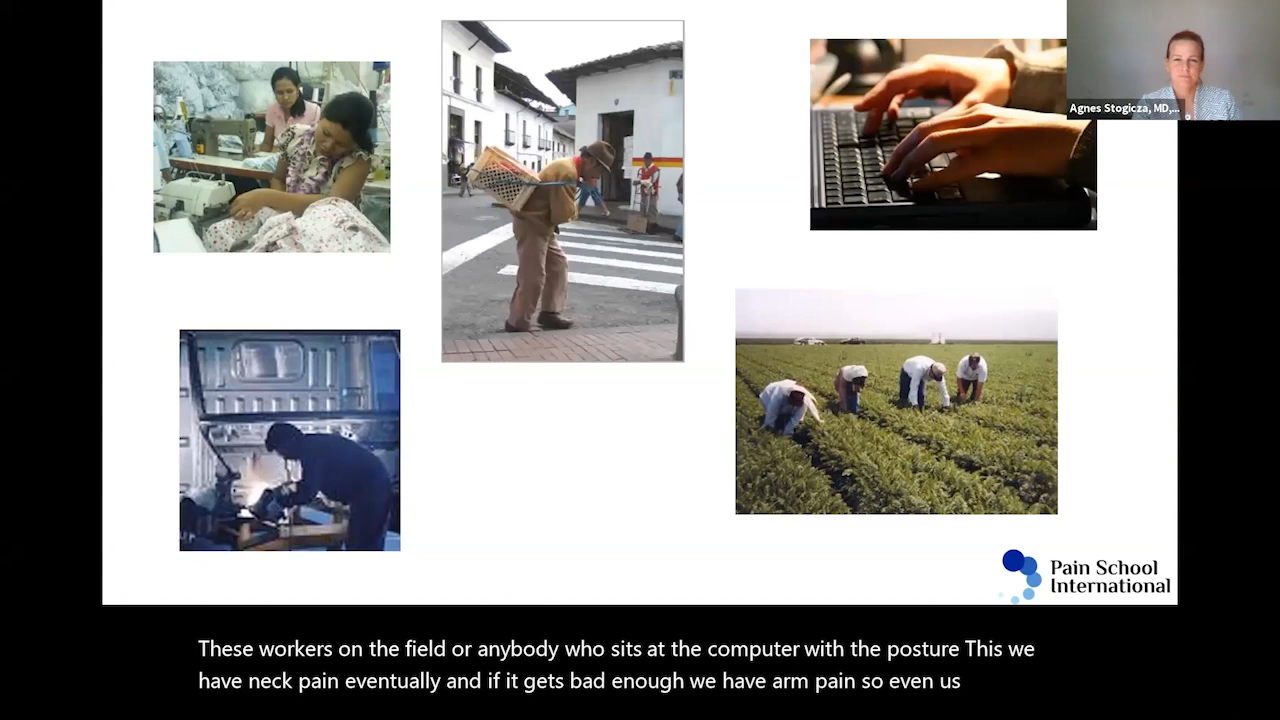 Agnes Stogicza, MD,...
Pain School
International
These workers on the field or anybody who sits at the computer with the posture This we
have neck pain eventually and if it gets bad enough we have arm pain so even us